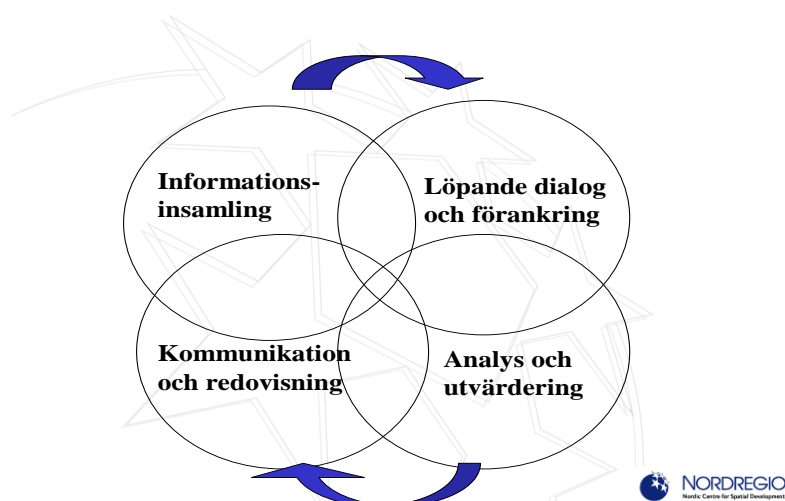 Informations-
insamling
Löpande dialog
och förankring
Kommunikation
och redovisning
Analys och
utvärdering
NORDREGIO
Nordic Centre for Spatial Development